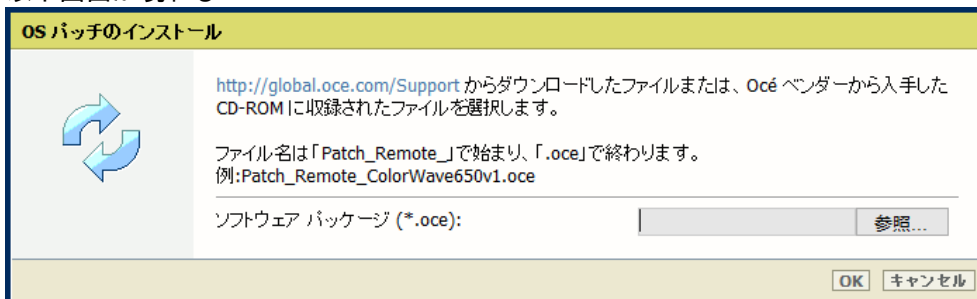 OS パッチのインストール
http://global.oce.com/Support からダウンロードしたファイルまたは、Océ ベンダーから入手した
CD-ROM に収録されたファイルを選択します。
ファイル名は「Patch_Remote_」で始まり、「.oce」で終わります。
例:Patch_Remote_ColorWave650v1.oce
ソフトウェア パッケージ (*.oce):
参照...
OK キャンセル